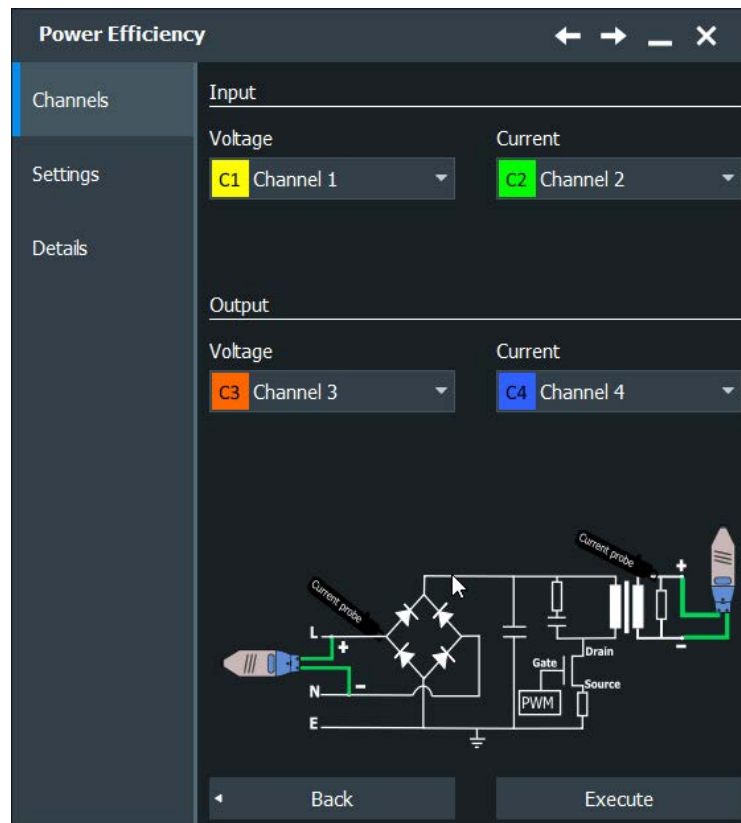 Power Efficiency
Channels
Settings
Details
Input
Voltage Current
C1 Channel 1 C2 Channel 2
Output
Voltage Current
C3 Channel 3 C4 Channel 4
Current probe
+
Current probe
L
+
-
Drain
Gate
N
-
Source
PWM
E
Back Execute